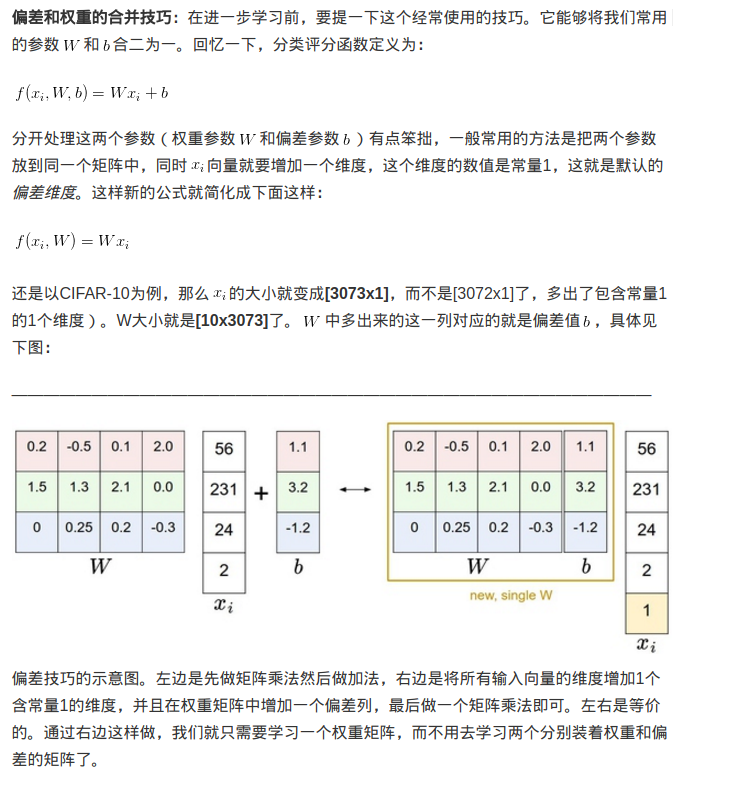 偏差和权重的合并技巧：在进一步学习前，要提一下这个经常使用的技巧。它能够将我们常用
的参数 W 和 b 合二为一。回忆一下，分类评分函数定义为：
f(xᵢ, W, b) = Wxᵢ + b
分开处理这两个参数（权重参数 W 和偏差参数 b ）有点笨拙，一般常用的方法是把两个参数
放到同一个矩阵中，同时 xᵢ 向量就要增加一个维度，这个维度的数值是常量1，这就是默认的
偏差维度。这样新的公式就简化成下面这样：
f(xᵢ, W) = Wxᵢ
还是以CIFAR-10为例，那么 xᵢ 的大小就变成[3073x1]，而不是[3072x1]了，多出了包含常量1
的1个维度）。W大小就是[10x3073]了。 W 中多出来的这一列对应的就是偏差值 b ，具体见
下图：
0.2 -0.5 0.1 2.0
1.5 1.3 2.1 0.0
0 0.25 0.2 -0.3
W
56
231
24
2
xᵢ
+
1.1
3.2
-1.2
b
↔
0.2 -0.5 0.1 2.0 1.1
1.5 1.3 2.1 0.0 3.2
0 0.25 0.2 -0.3 -1.2
W b
new, single W
56
231
24
2
1
xᵢ
偏差技巧的示意图。左边是先做矩阵乘法然后做加法，右边是将所有输入向量的维度增加1个
含常量1的维度，并且在权重矩阵中增加一个偏差列，最后做一个矩阵乘法即可。左右是等价
的。通过右边这样做，我们就只需要学习一个权重矩阵，而不用去学习两个分别装着权重和偏
差的矩阵了。